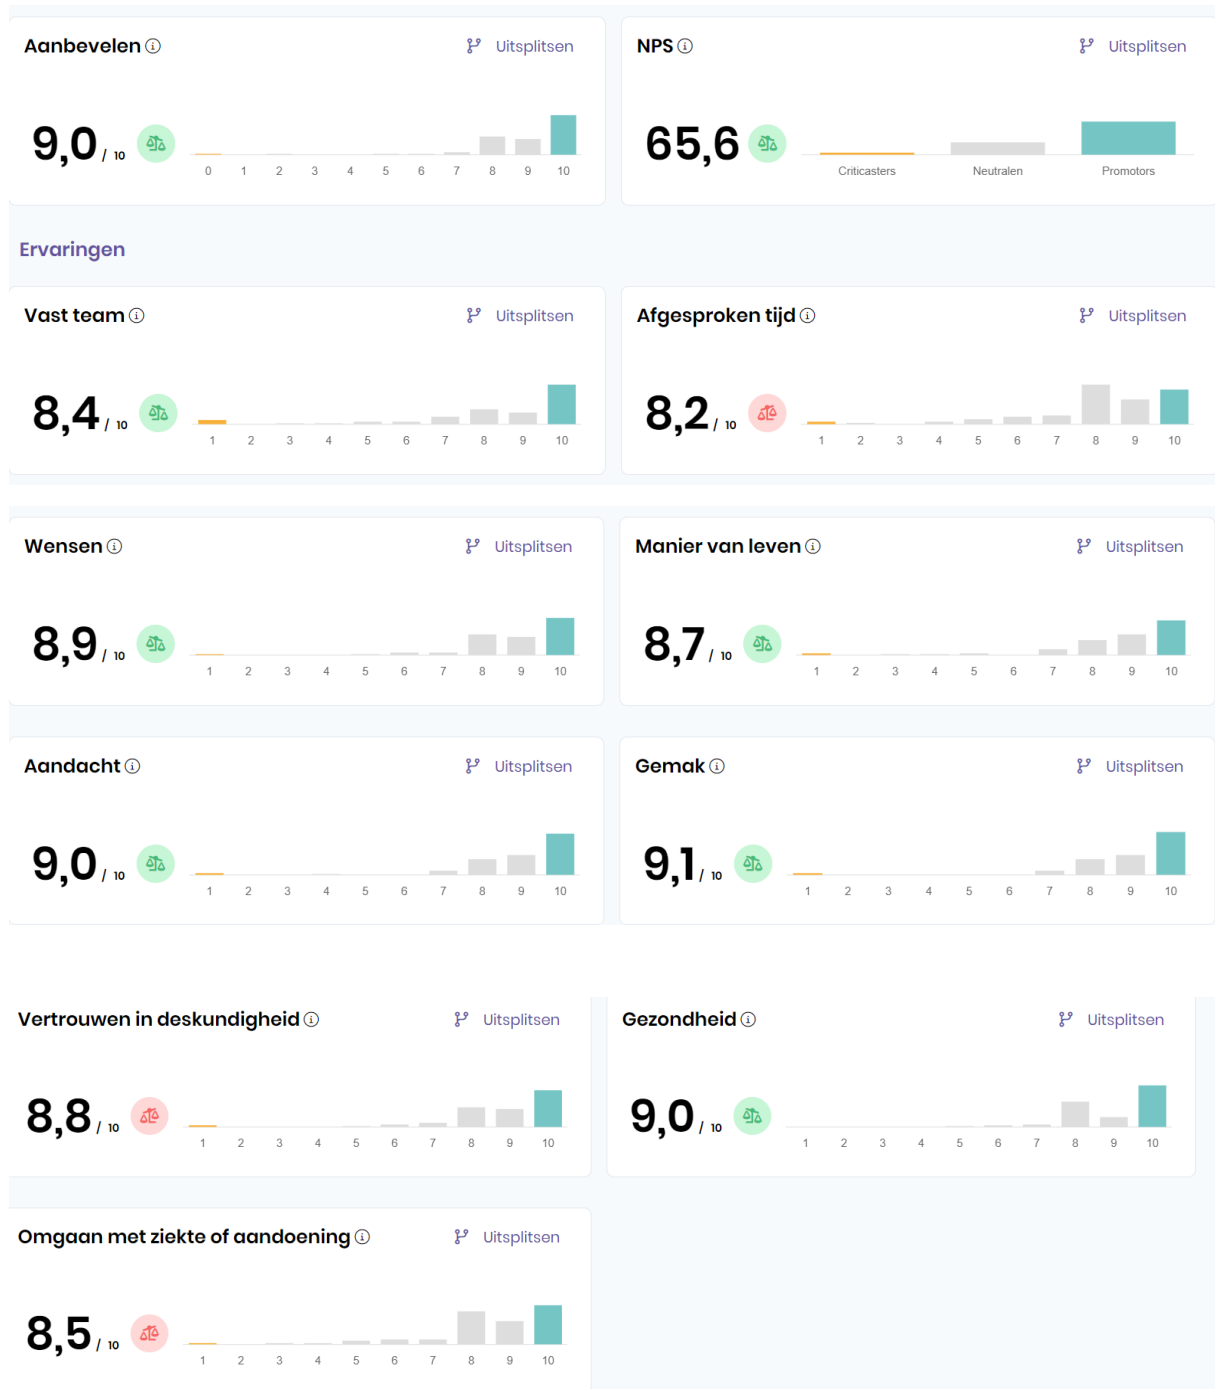 Aanbevelen Uitsplitsen
9,0 / 10
0 1 2 3 4 5 6 7 8 9 10
NPS Uitsplitsen
65,6
Criticasters Neutralen Promotors
Ervaringen
Vast team Uitsplitsen
8,4 / 10
1 2 3 4 5 6 7 8 9 10
Afgesproken tijd Uitsplitsen
8,2 / 10
1 2 3 4 5 6 7 8 9 10
Wensen Uitsplitsen
8,9 / 10
1 2 3 4 5 6 7 8 9 10
Manier van leven Uitsplitsen
8,7 / 10
1 2 3 4 5 6 7 8 9 10
Aandacht Uitsplitsen
9,0 / 10
1 2 3 4 5 6 7 8 9 10
Gemak Uitsplitsen
9,1 / 10
1 2 3 4 5 6 7 8 9 10
Vertrouwen in deskundigheid Uitsplitsen
8,8 / 10
1 2 3 4 5 6 7 8 9 10
Gezondheid Uitsplitsen
9,0 / 10
1 2 3 4 5 6 7 8 9 10
Omgaan met ziekte of aandoening Uitsplitsen
8,5 / 10
1 2 3 4 5 6 7 8 9 10